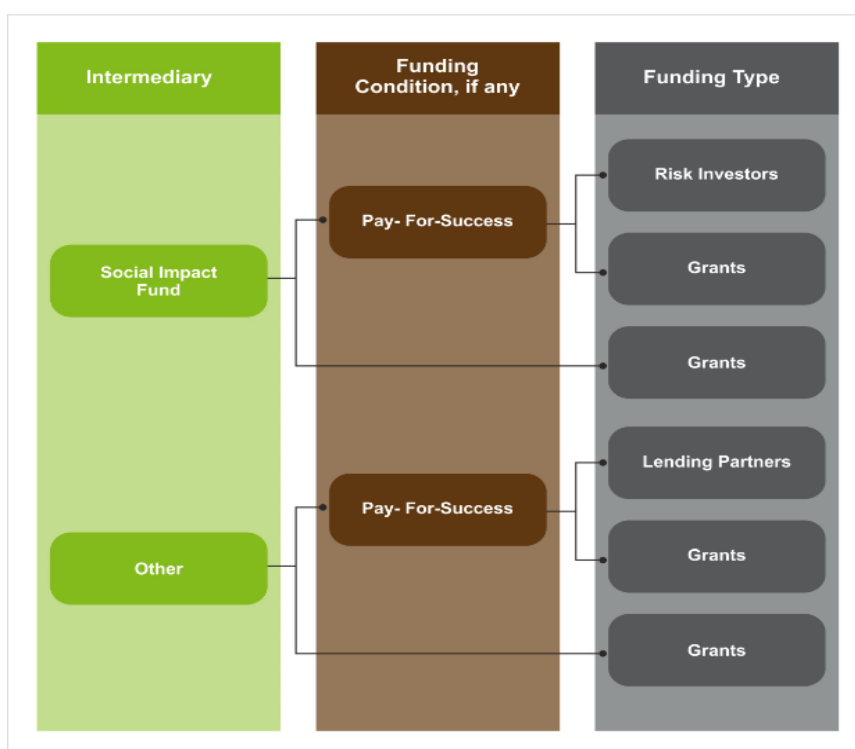 Intermediary
Funding
Condition, if any
Funding Type
Risk Investors
Pay- For-Success
Grants
Social Impact
Fund
Grants
Lending Partners
Pay- For-Success
Grants
Other
Grants